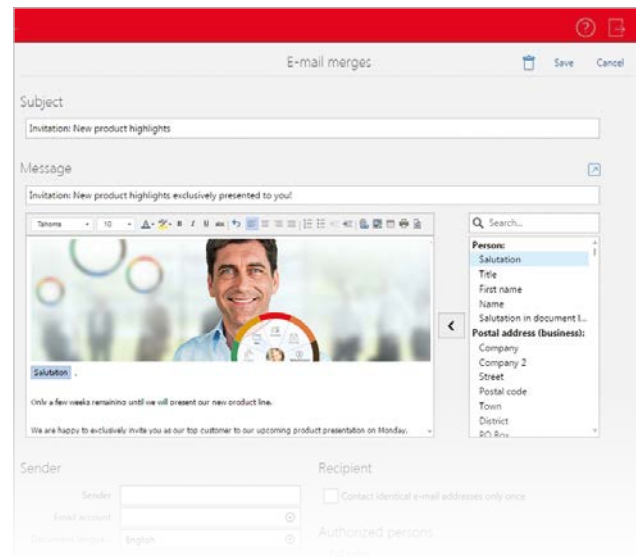 E-mail merges
Save Cancel
Subject
Invitation: New product highlights
Message
Invitation: New product highlights exclusively presented to you!
Tahoma 10
Search...
Person:
Salutation
Title
First name
Name
Salutation in document l...
Postal address (business):
Company
Company 2
Street
Postal code
Town
District
PO Box
Salutation ,
Only a few weeks remaining until we will present our new product line.
We are happy to exclusively invite you as our top customer to our upcoming product presentation on Monday.
Sender
Sender
Email account
English
Recipient
Contact identical e-mail addresses only once
Authorized persons